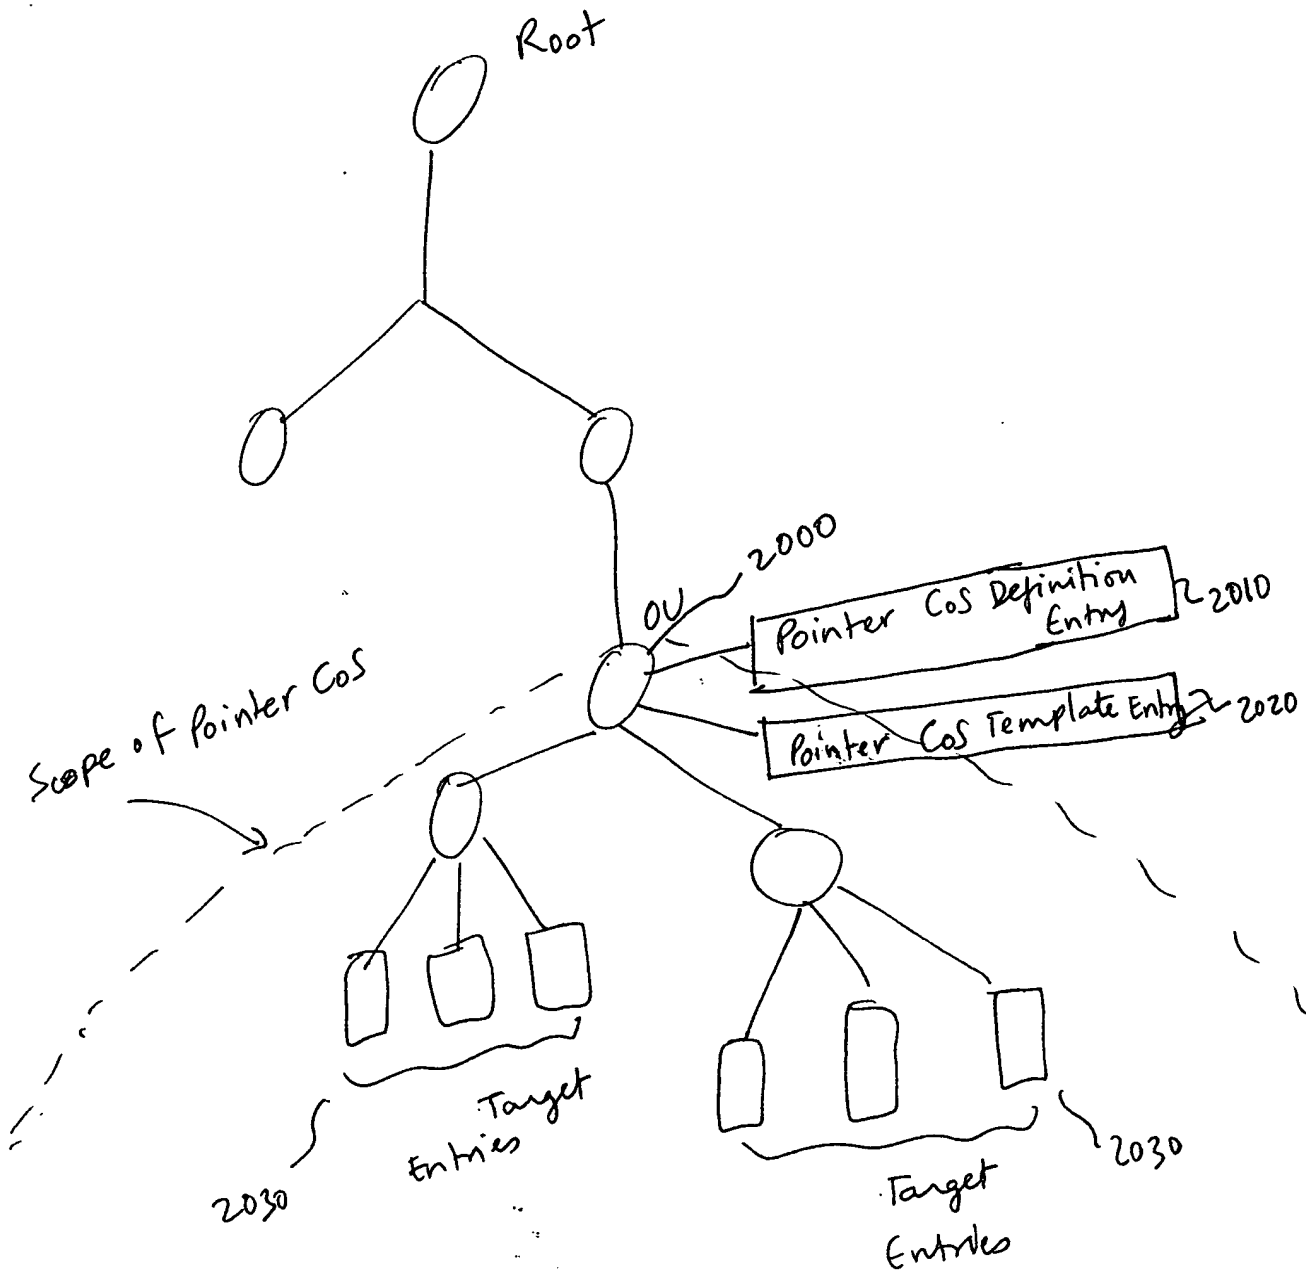 Root
2000
OU
Pointer CoS Definition
Entry
2010
Pointer CoS Template Entry
2020
Scope of Pointer CoS
Target
Entries
2030
Target
Entries
2030